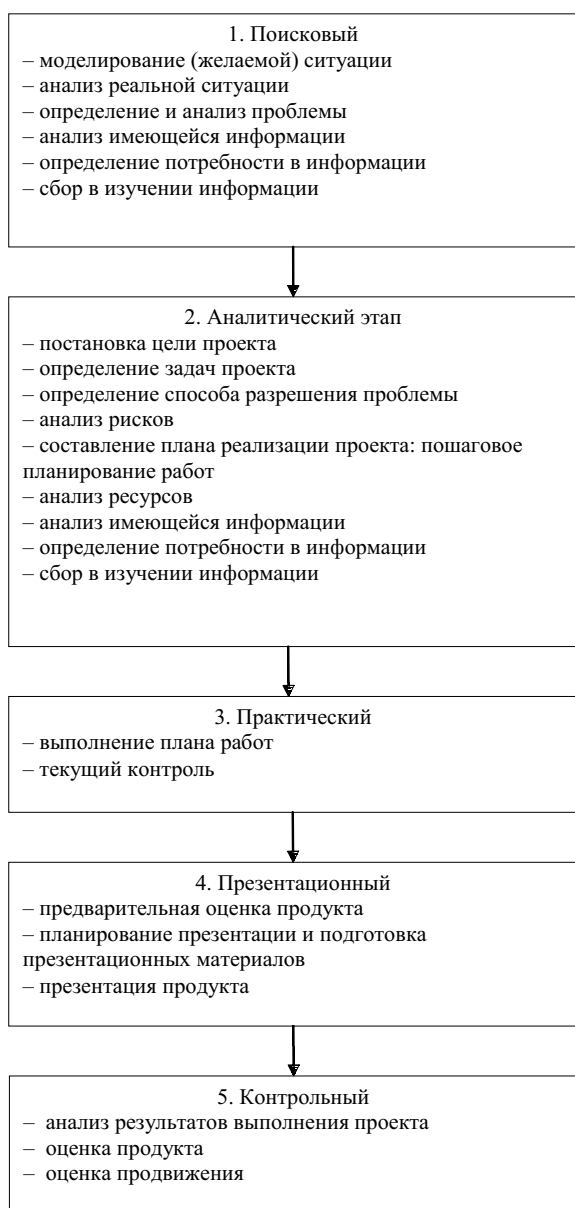 1. Поисковый
– моделирование (желаемой) ситуации
– анализ реальной ситуации
– определение и анализ проблемы
– анализ имеющейся информации
– определение потребности в информации
– сбор в изучении информации
2. Аналитический этап
– постановка цели проекта
– определение задач проекта
– определение способа разрешения проблемы
– анализ рисков
– составление плана реализации проекта: пошаговое
планирование работ
– анализ ресурсов
– анализ имеющейся информации
– определение потребности в информации
– сбор в изучении информации
3. Практический
– выполнение плана работ
– текущий контроль
4. Презентационный
– предварительная оценка продукта
– планирование презентации и подготовка
презентационных материалов
– презентация продукта
5. Контрольный
– анализ результатов выполнения проекта
– оценка продукта
– оценка продвижения